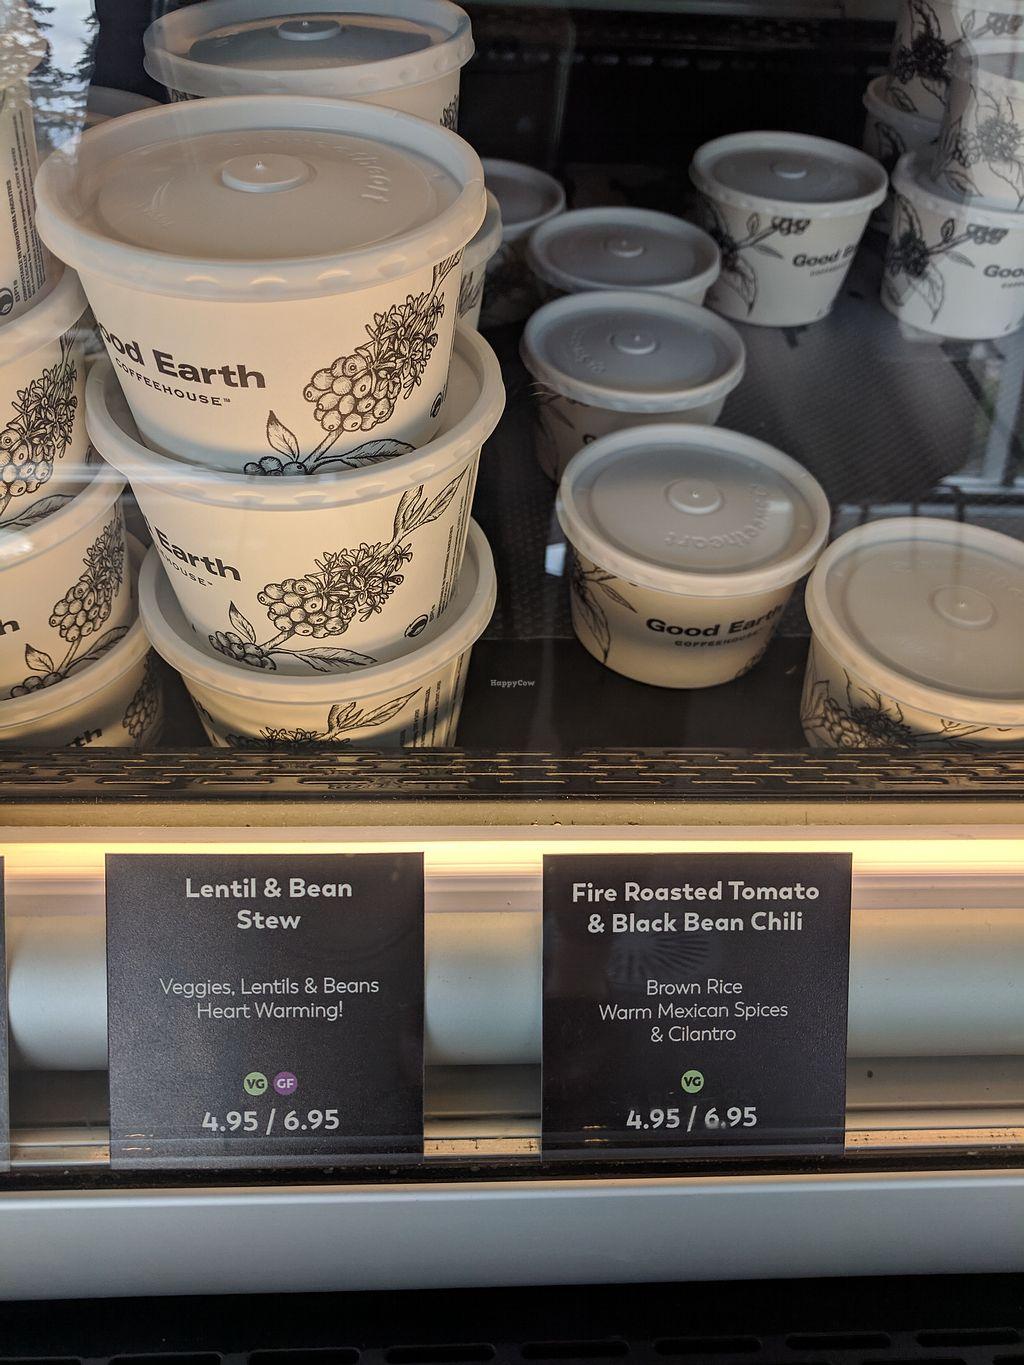 Good
ood Earth
COFFEEHOUSE™
Earth
Good Earth
COFFEEHOUSE
HappyCow
Lentil & Bean
Stew
Veggies, Lentils & Beans
Heart Warming!
VG GF
4.95 / 6.95
Fire Roasted Tomato
& Black Bean Chili
Brown Rice
Warm Mexican Spices
& Cilantro
VG
4.95 / 6.95